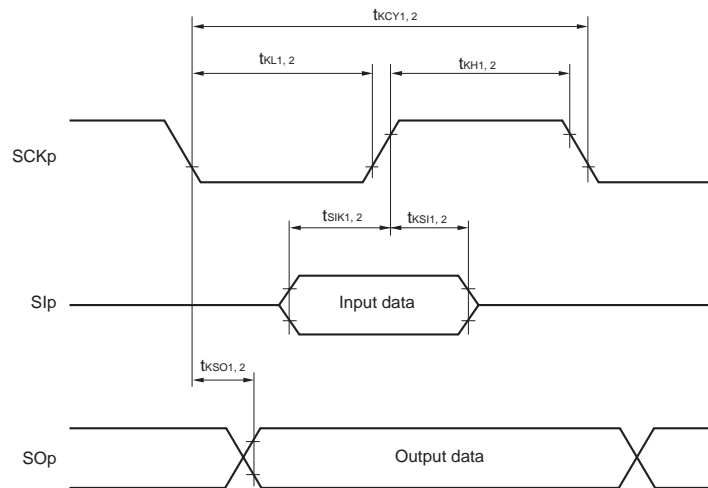 tKCY1, 2
tKL1, 2
tKH1, 2
SCKp
tSIK1, 2
tKSI1, 2
SIp
Input data
tKSO1, 2
SOp
Output data